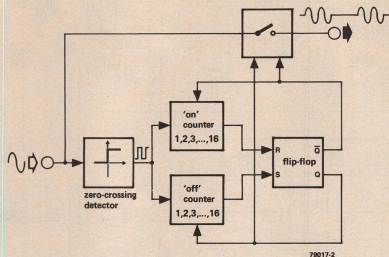 'on'
counter
1,2,3,...,16
R
Q̅
flip-flop
S
Q
zero-crossing
detector
'off'
counter
1,2,3,...,16
79017-2